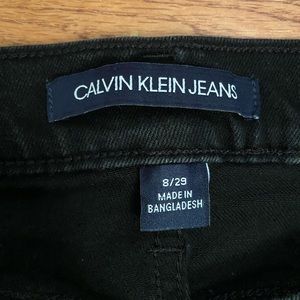 CALVIN KLEIN JEANS
8/29
MADE IN
BANGLADESH